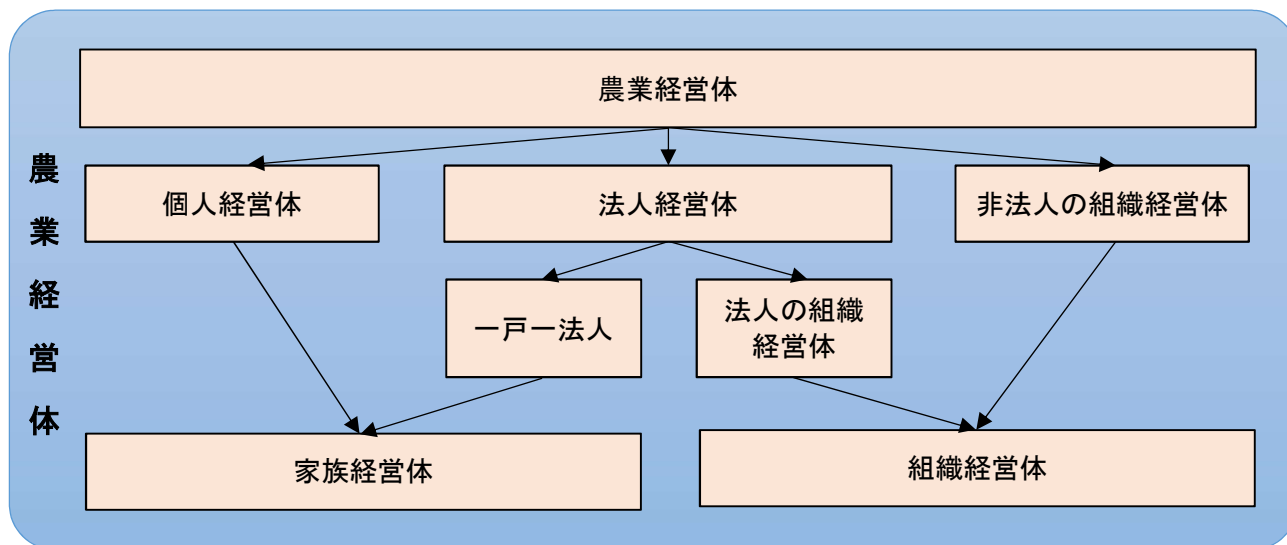 農業経営体
農業経営体
個人経営体
法人経営体
非法人の組織経営体
一戸一法人
法人の組織
経営体
家族経営体
組織経営体